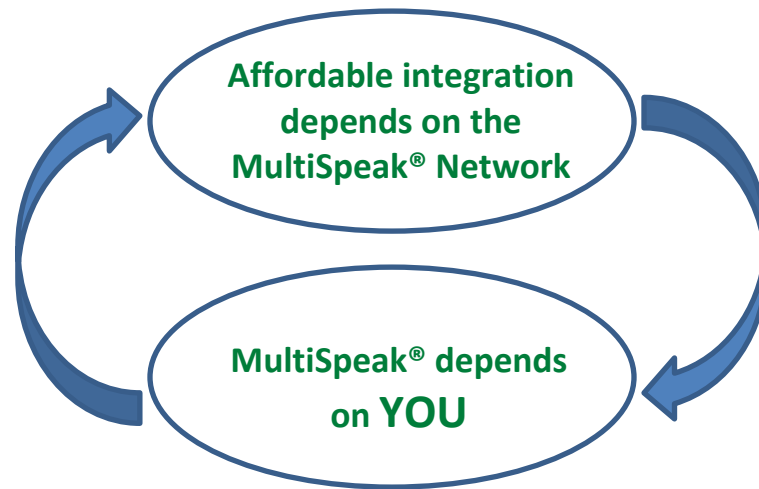 Affordable integration
depends on the
MultiSpeak® Network
MultiSpeak® depends
on YOU